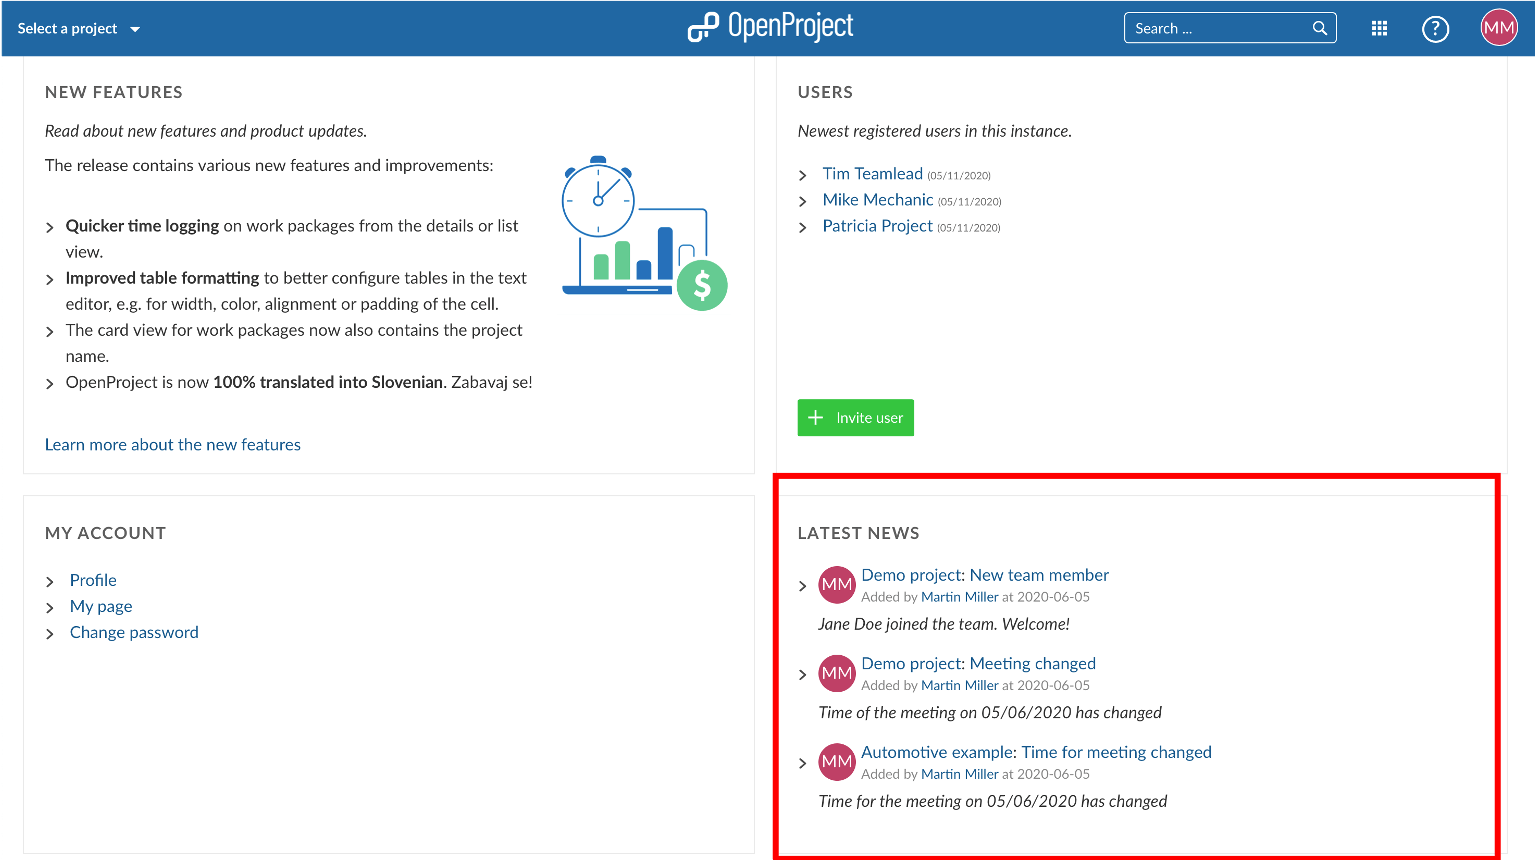 Select a project
OpenProject
Search ...
?
MM
NEW FEATURES
Read about new features and product updates.
The release contains various new features and improvements:
Quicker time logging on work packages from the details or list
view.
Improved table formatting to better configure tables in the text
editor, e.g. for width, color, alignment or padding of the cell.
The card view for work packages now also contains the project
name.
OpenProject is now 100% translated into Slovenian. Zabavaj se!
$
Learn more about the new features
USERS
Newest registered users in this instance.
Tim Teamlead (05/11/2020)
Mike Mechanic (05/11/2020)
Patricia Project (05/11/2020)
+ Invite user
MY ACCOUNT
Profile
My page
Change password
LATEST NEWS
MM
Demo project: New team member
Added by Martin Miller at 2020-06-05
Jane Doe joined the team. Welcome!
MM
Demo project: Meeting changed
Added by Martin Miller at 2020-06-05
Time of the meeting on 05/06/2020 has changed
MM
Automotive example: Time for meeting changed
Added by Martin Miller at 2020-06-05
Time for the meeting on 05/06/2020 has changed